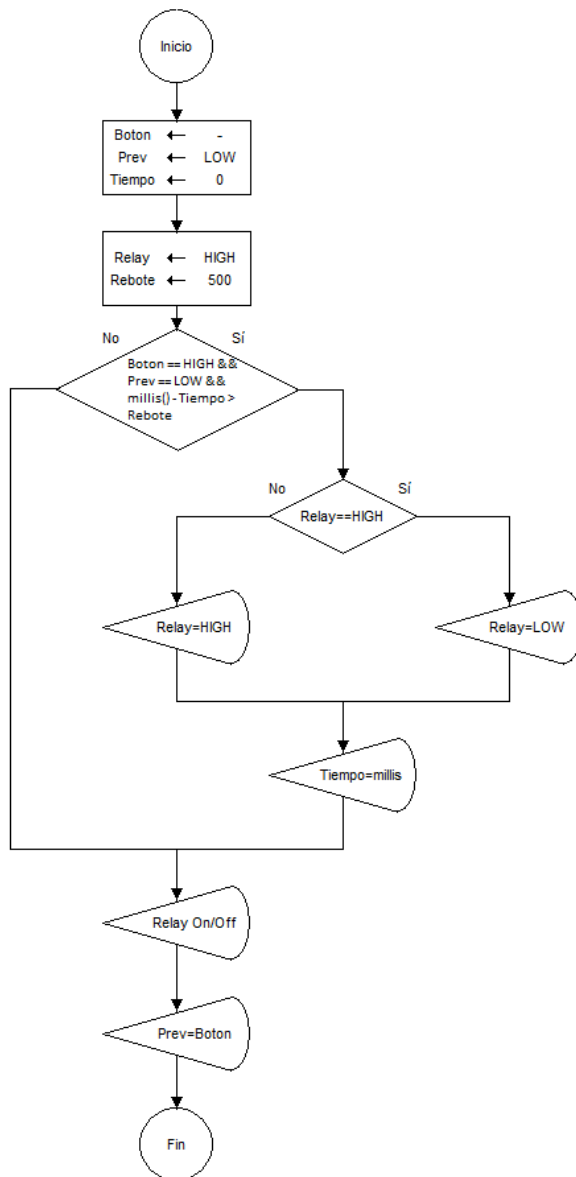 Inicio
Boton ← -
Prev ← LOW
Tiempo ← 0
Relay ← HIGH
Rebote ← 500
No
Sí
Boton == HIGH &&
Prev == LOW &&
millis() - Tiempo >
Rebote
No
Sí
Relay==HIGH
Relay=HIGH
Relay=LOW
Tiempo=millis
Relay On/Off
Prev=Boton
Fin